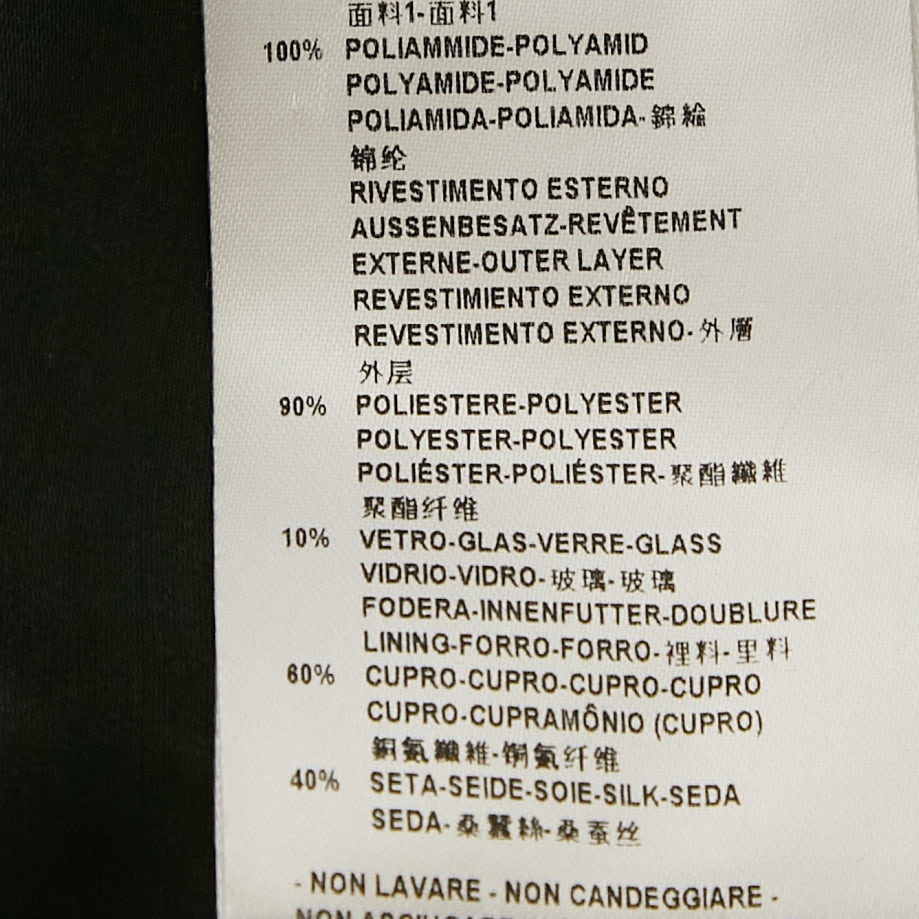 面料1-面料1
100% POLIAMMIDE-POLYAMID
POLYAMIDE-POLYAMIDE
POLIAMIDA-POLIAMIDA-錦綸
锦纶
RIVESTIMENTO ESTERNO
AUSSENBESATZ-REVÊTEMENT
EXTERNE-OUTER LAYER
REVESTIMIENTO EXTERNO
REVESTIMENTO EXTERNO-外層
外层
90% POLIESTERE-POLYESTER
POLYESTER-POLYESTER
POLIÉSTER-POLIÉSTER-聚酯纖維
聚酯纤维
10% VETRO-GLAS-VERRE-GLASS
VIDRIO-VIDRO-玻璃-玻璃
FODERA-INNENFUTTER-DOUBLURE
LINING-FORRO-FORRO-裡料-里料
60% CUPRO-CUPRO-CUPRO-CUPRO
CUPRO-CUPRAMÔNIO (CUPRO)
銅氨纖維-铜氨纤维
40% SETA-SEIDE-SOIE-SILK-SEDA
SEDA-桑蠶絲-桑蚕丝
- NON LAVARE - NON CANDEGGIARE -